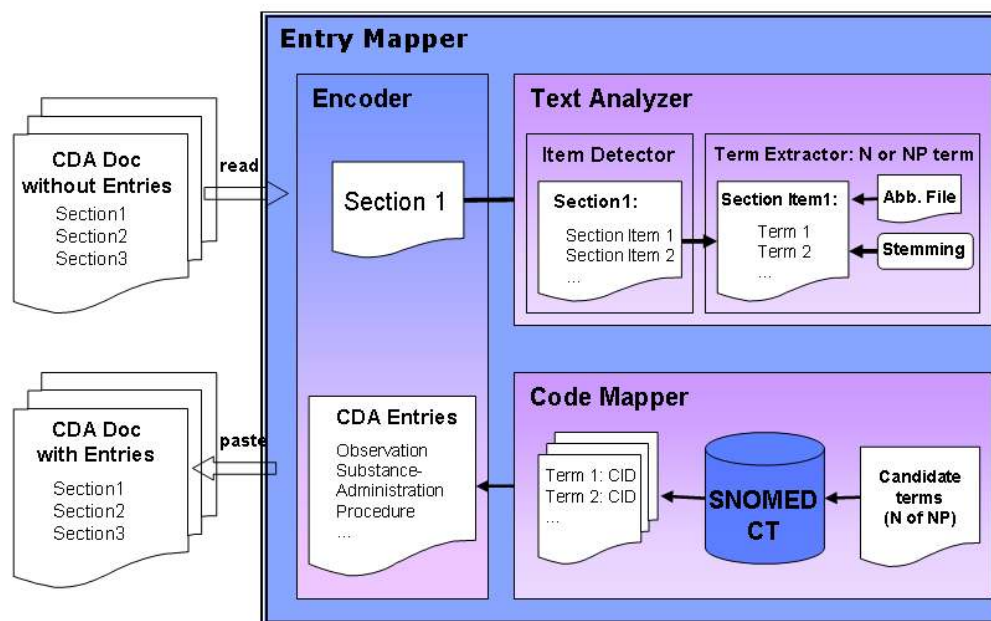 Entry Mapper
CDA Doc
without Entries
Section1
Section2
Section3
read
Encoder
Section 1
Text Analyzer
Item Detector
Section1:
Section Item 1
Section Item 2
...
Term Extractor: N or NP term
Section Item1:
Term 1
Term 2
...
Abb. File
Stemming
CDA Doc
with Entries
Section1
Section2
Section3
paste
CDA Entries
Observation
Substance-
Administration
Procedure
...
Code Mapper
Term 1: CID
Term 2: CID
...
SNOMED
CT
Candidate
terms
(N of NP)